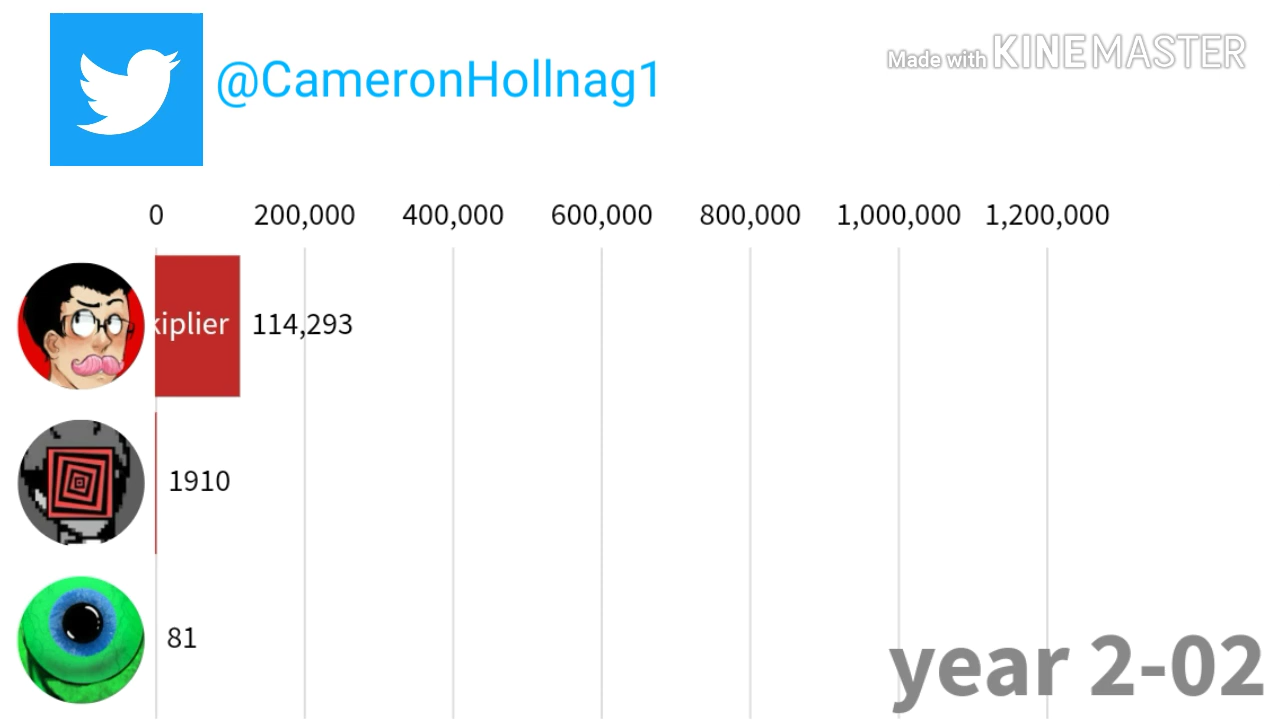 @CameronHollnag1
Made with KINEMASTER
0 200,000 400,000 600,000 800,000 1,000,000 1,200,000
kiplier 114,293
1910
81
year 2-02